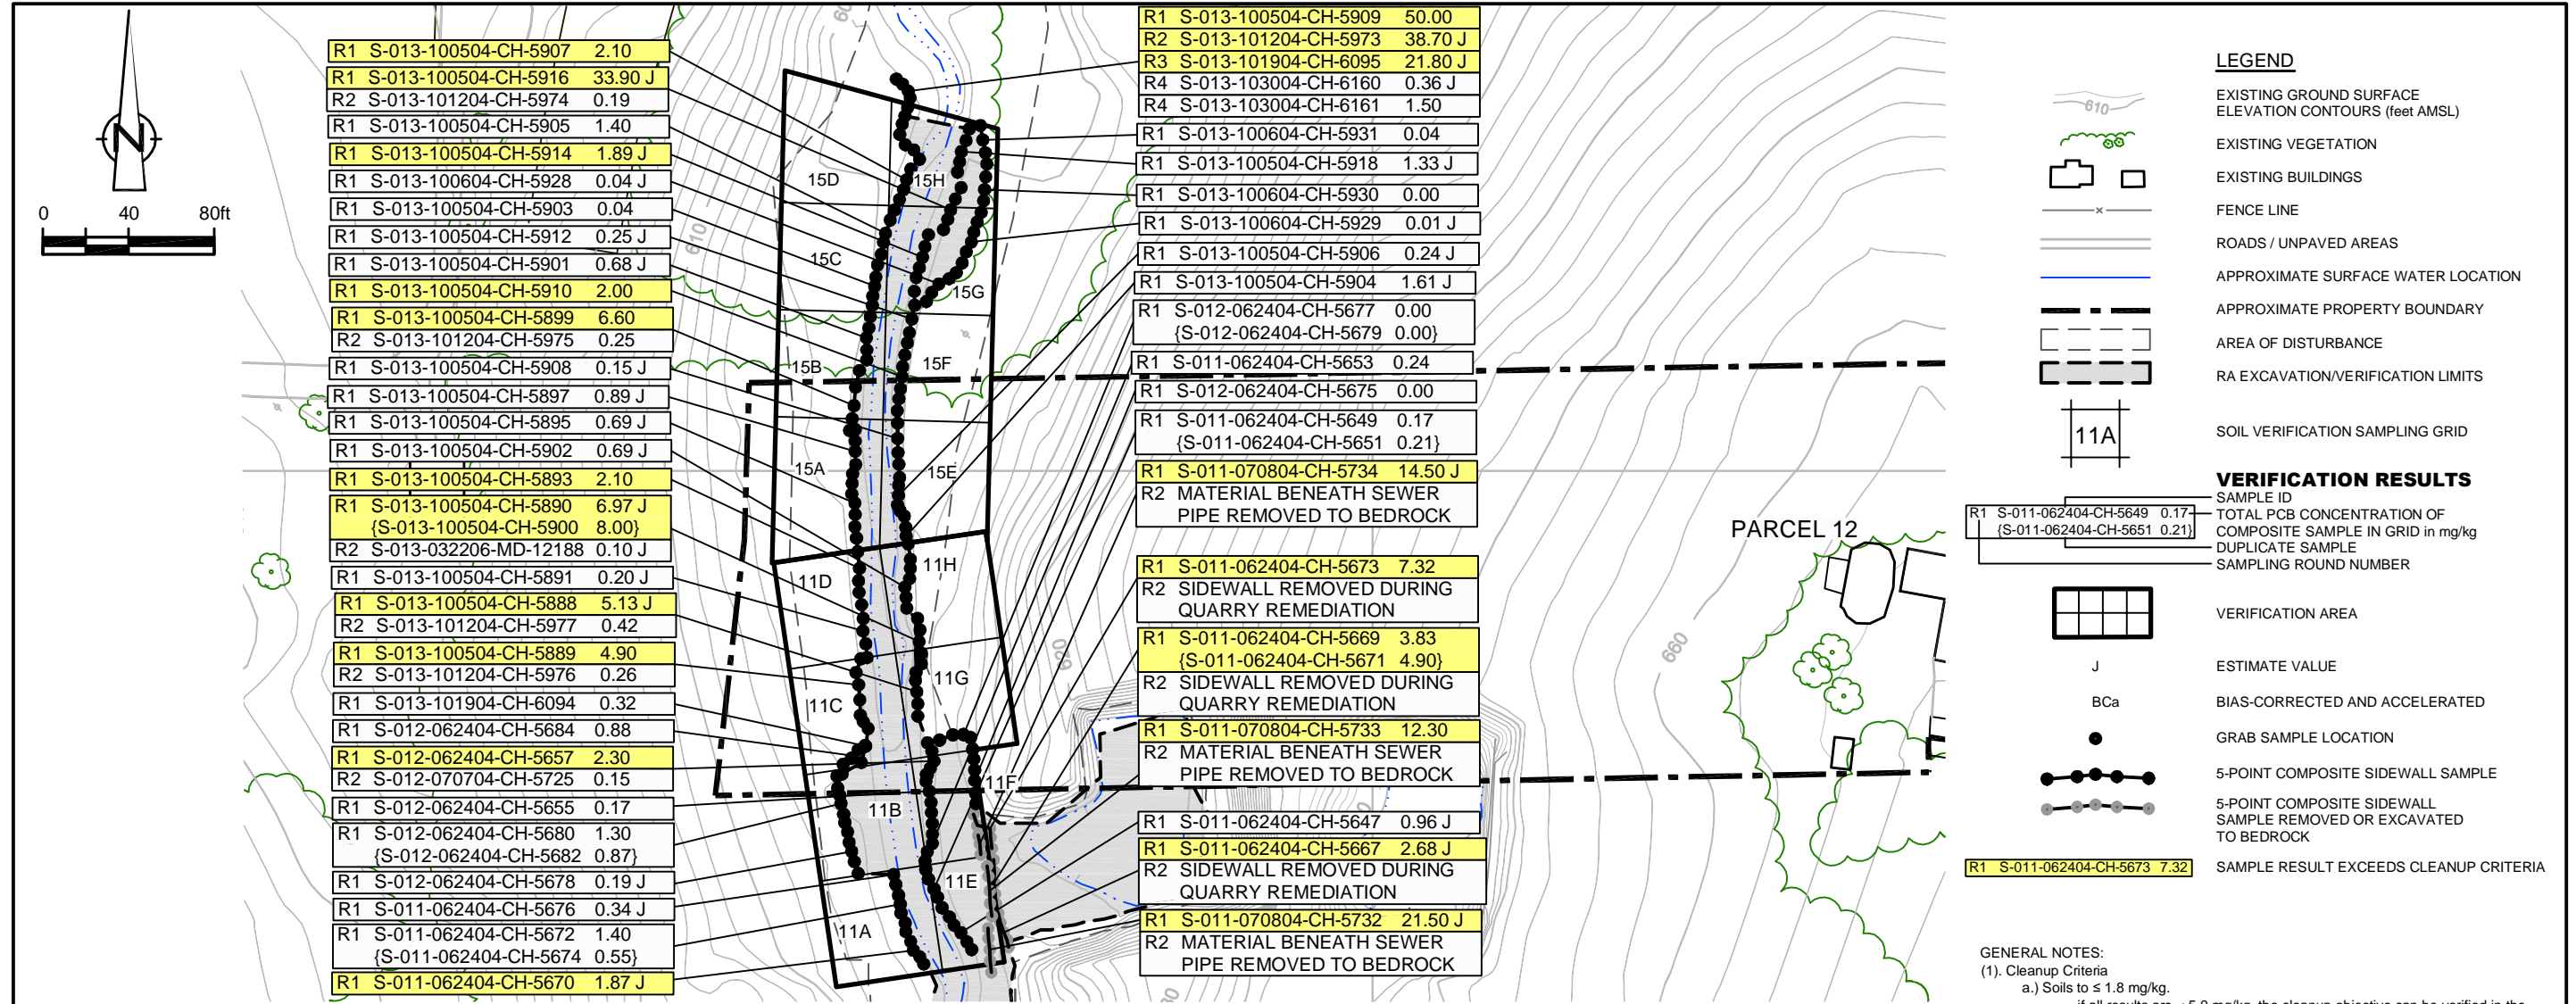 0 40 80ft
R1 S-013-100504-CH-5907 2.10
R1 S-013-100504-CH-5916 33.90 J
R2 S-013-101204-CH-5974 0.19
R1 S-013-100504-CH-5905 1.40
R1 S-013-100504-CH-5914 1.89 J
R1 S-013-100604-CH-5928 0.04 J
R1 S-013-100504-CH-5903 0.04
R1 S-013-100504-CH-5912 0.25 J
R1 S-013-100504-CH-5901 0.68 J
R1 S-013-100504-CH-5910 2.00
R1 S-013-100504-CH-5899 6.60
R2 S-013-101204-CH-5975 0.25
R1 S-013-100504-CH-5908 0.15 J
R1 S-013-100504-CH-5897 0.89 J
R1 S-013-100504-CH-5895 0.69 J
R1 S-013-100504-CH-5902 0.69 J
R1 S-013-100504-CH-5893 2.10
R1 S-013-100504-CH-5890 6.97 J
{S-013-100504-CH-5900 8.00}
R2 S-013-032206-MD-12188 0.10 J
R1 S-013-100504-CH-5891 0.20 J
R1 S-013-100504-CH-5888 5.13 J
R2 S-013-101204-CH-5977 0.42
R1 S-013-100504-CH-5889 4.90
R2 S-013-101204-CH-5976 0.26
R1 S-013-101904-CH-6094 0.32
R1 S-012-062404-CH-5684 0.88
R1 S-012-062404-CH-5657 2.30
R2 S-012-070704-CH-5725 0.15
R1 S-012-062404-CH-5655 0.17
R1 S-012-062404-CH-5680 1.30
{S-012-062404-CH-5682 0.87}
R1 S-012-062404-CH-5678 0.19 J
R1 S-011-062404-CH-5676 0.34 J
R1 S-011-062404-CH-5672 1.40
{S-011-062404-CH-5674 0.55}
R1 S-011-062404-CH-5670 1.87 J
610
15D
15H
15C
15G
15B
15F
15A
15E
11D
11H
11C
11G
11B
11F
11E
11A
R1 S-013-100504-CH-5909 50.00
R2 S-013-101204-CH-5973 38.70 J
R3 S-013-101904-CH-6095 21.80 J
R4 S-013-103004-CH-6160 0.36 J
R4 S-013-103004-CH-6161 1.50
R1 S-013-100604-CH-5931 0.04
R1 S-013-100504-CH-5918 1.33 J
R1 S-013-100604-CH-5930 0.00
R1 S-013-100604-CH-5929 0.01 J
R1 S-013-100504-CH-5906 0.24 J
R1 S-013-100504-CH-5904 1.61 J
R1 S-012-062404-CH-5677 0.00
{S-012-062404-CH-5679 0.00}
R1 S-011-062404-CH-5653 0.24
R1 S-012-062404-CH-5675 0.00
R1 S-011-062404-CH-5649 0.17
{S-011-062404-CH-5651 0.21}
R1 S-011-070804-CH-5734 14.50 J
R2 MATERIAL BENEATH SEWER
PIPE REMOVED TO BEDROCK
R1 S-011-062404-CH-5673 7.32
R2 SIDEWALL REMOVED DURING
QUARRY REMEDIATION
R1 S-011-062404-CH-5669 3.83
{S-011-062404-CH-5671 4.90}
R2 SIDEWALL REMOVED DURING
QUARRY REMEDIATION
R1 S-011-070804-CH-5733 12.30
R2 MATERIAL BENEATH SEWER
PIPE REMOVED TO BEDROCK
R1 S-011-062404-CH-5647 0.96 J
R1 S-011-062404-CH-5667 2.68 J
R2 SIDEWALL REMOVED DURING
QUARRY REMEDIATION
R1 S-011-070804-CH-5732 21.50 J
R2 MATERIAL BENEATH SEWER
PIPE REMOVED TO BEDROCK
660
PARCEL 12
LEGEND
610
EXISTING GROUND SURFACE
ELEVATION CONTOURS (feet AMSL)
EXISTING VEGETATION
EXISTING BUILDINGS
FENCE LINE
ROADS / UNPAVED AREAS
APPROXIMATE SURFACE WATER LOCATION
APPROXIMATE PROPERTY BOUNDARY
AREA OF DISTURBANCE
RA EXCAVATION/VERIFICATION LIMITS
11A
SOIL VERIFICATION SAMPLING GRID
VERIFICATION RESULTS
SAMPLE ID
R1 S-011-062404-CH-5649 0.17
{S-011-062404-CH-5651 0.21}
TOTAL PCB CONCENTRATION OF
COMPOSITE SAMPLE IN GRID in mg/kg
DUPLICATE SAMPLE
SAMPLING ROUND NUMBER
VERIFICATION AREA
J ESTIMATE VALUE
BCa BIAS-CORRECTED AND ACCELERATED
GRAB SAMPLE LOCATION
5-POINT COMPOSITE SIDEWALL SAMPLE
5-POINT COMPOSITE SIDEWALL
SAMPLE REMOVED OR EXCAVATED
TO BEDROCK
R1 S-011-062404-CH-5673 7.32 SAMPLE RESULT EXCEEDS CLEANUP CRITERIA
GENERAL NOTES:
(1). Cleanup Criteria
a.) Soils to ≤ 1.8 mg/kg.